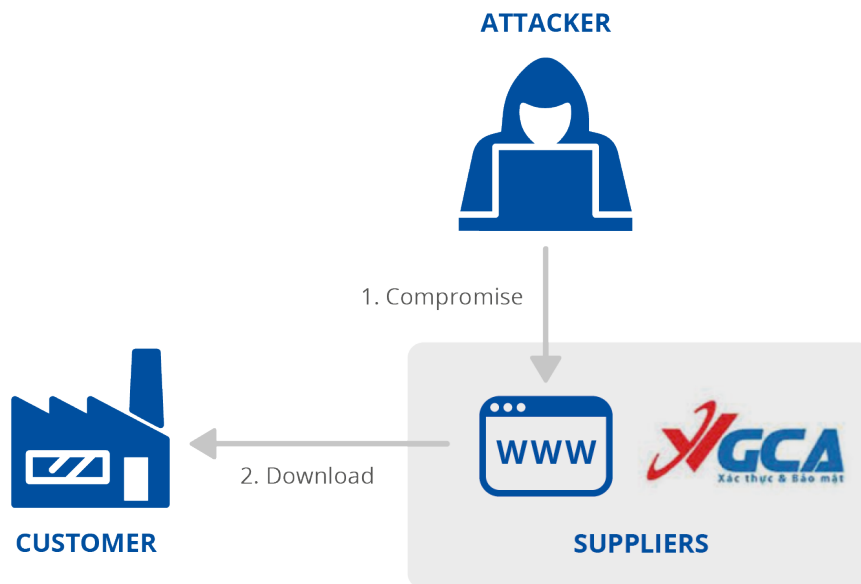 ATTACKER
1. Compromise
WWW
VGCA
Xác thực & Bảo mật
2. Download
CUSTOMER
SUPPLIERS